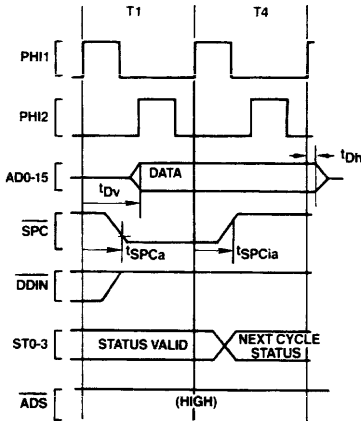 T1 T4
PHI1
PHI2
tDh
AD0-15
DATA
tDv
SPC
tSPCa
tSPCia
DDIN
ST0-3
STATUS VALID
NEXT CYCLE
STATUS
ADS
(HIGH)